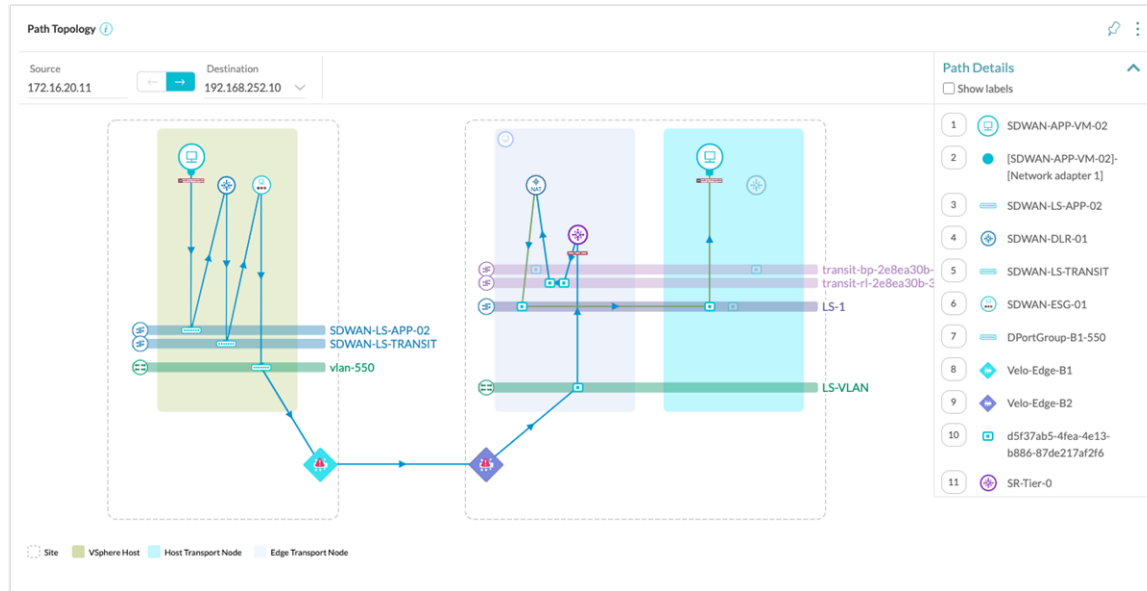 Path Topology
Source
172.16.20.11
Destination
192.168.252.10
Path Details
Show labels
1 SDWAN-APP-VM-02
2 [SDWAN-APP-VM-02]-
[Network adapter 1]
3 SDWAN-LS-APP-02
4 SDWAN-DLR-01
5 SDWAN-LS-TRANSIT
6 SDWAN-ESG-01
7 DPortGroup-B1-550
8 Velo-Edge-B1
9 Velo-Edge-B2
10 d5f37ab5-4fea-4e13-
b886-87de217af2f6
11 SR-Tier-0
NAT
transit-bp-2e8ea30b-
transit-rl-2e8ea30b-3
LS-1
SDWAN-LS-APP-02
SDWAN-LS-TRANSIT
vlan-550
LS-VLAN
Site
VSphere Host
Host Transport Node
Edge Transport Node